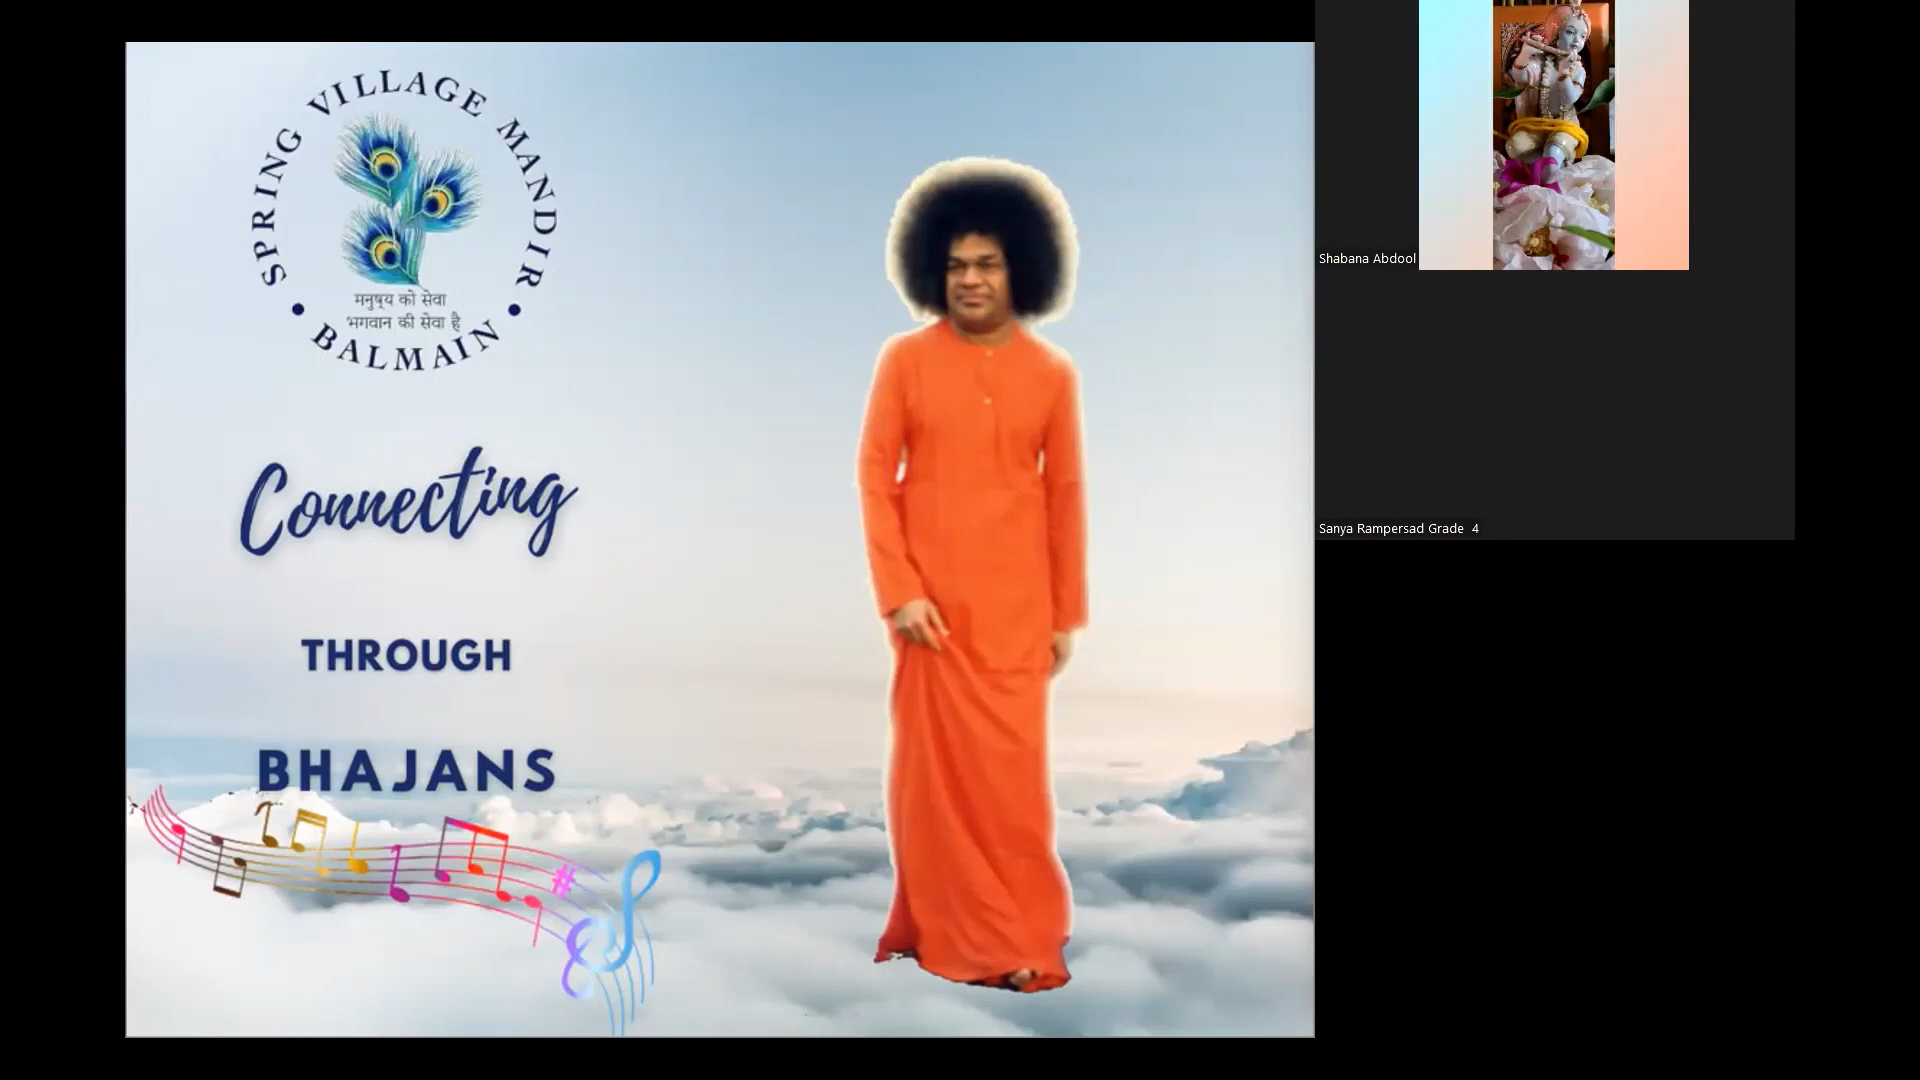 SPRING VILLAGE MANDIR
मनुष्य को सेवा
भगवान की सेवा है
• BALMAIN •
Connecting
THROUGH
BHAJANS
Shabana Abdool
Sanya Rampersad Grade 4